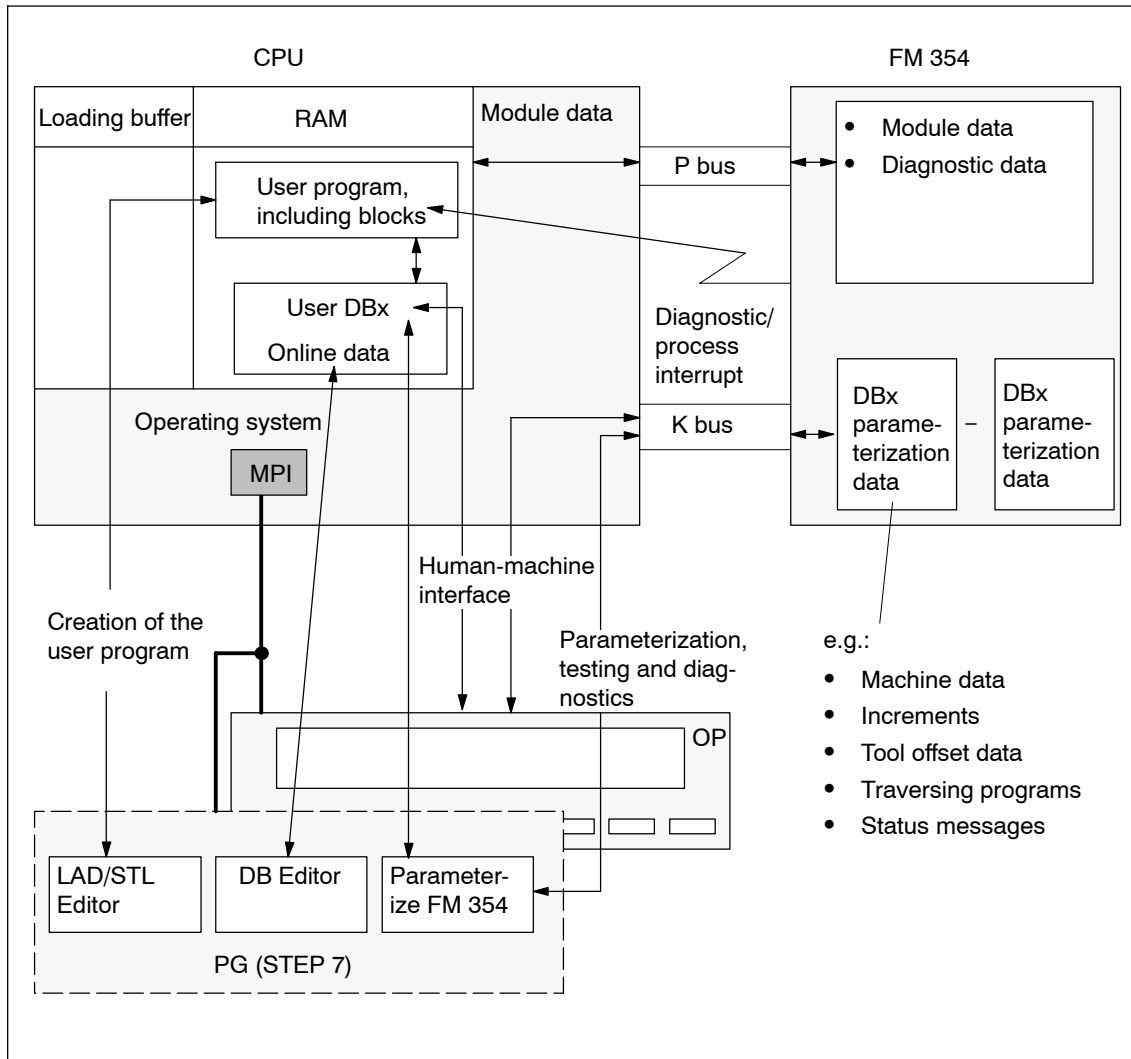 CPU
FM 354
Loading buffer
RAM
Module data
• Module data
• Diagnostic data
P bus
User program,
including blocks
User DBx
Online data
Diagnostic/
process
interrupt
Operating system
K bus
DBx
parame-
terization
data
–
DBx
parame-
terization
data
MPI
Human-machine
interface
Creation of the
user program
Parameterization,
testing and diag-
nostics
e.g.:
• Machine data
• Increments
• Tool offset data
• Traversing programs
• Status messages
OP
LAD/STL
Editor
DB Editor
Parameter-
ize FM 354
PG (STEP 7)